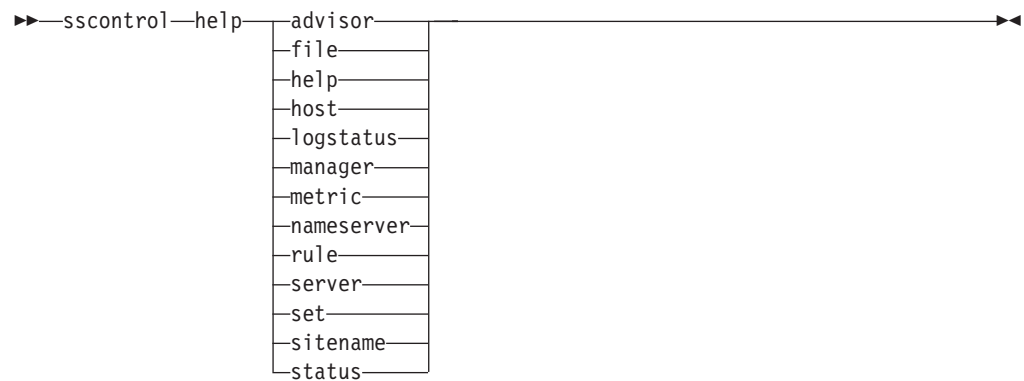 sscontrol help advisor
file
help
host
logstatus
manager
metric
nameserver
rule
server
set
sitename
status